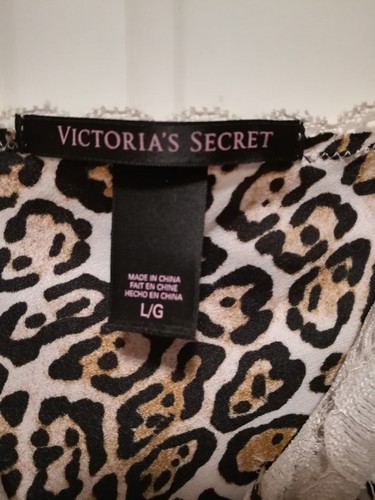 VICTORIA'S SECRET
MADE IN CHINA
FAIT EN CHINE
HECHO EN CHINA
L/G